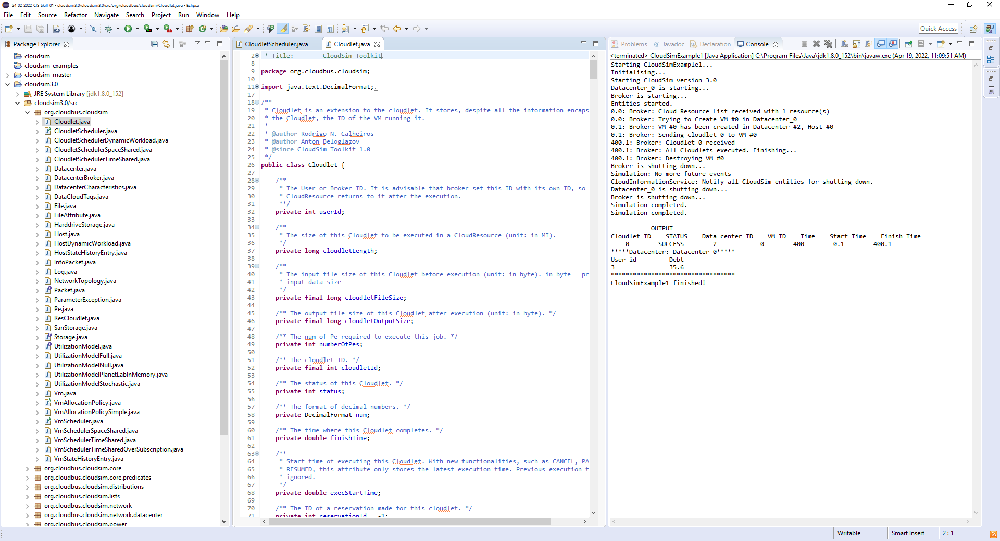 24_02_2022_CIS_Skill_01 - cloudsim3.0/src/org/cloudbus/cloudsim/Cloudlet.java - Eclipse
File Edit Source Refactor Navigate Search Project Run Window Help
Quick Access
Package Explorer
cloudsim
cloudsim-examples
cloudsim-master
cloudsim3.0
JRE System Library [jdk1.8.0_152]
cloudsim3.0/src
org.cloudbus.cloudsim
Cloudlet.java
CloudletScheduler.java
CloudletSchedulerDynamicWorkload.java
CloudletSchedulerSpaceShared.java
CloudletSchedulerTimeShared.java
Datacenter.java
DatacenterBroker.java
DatacenterCharacteristics.java
DataCloudTags.java
File.java
FileAttribute.java
HarddriveStorage.java
Host.java
HostDynamicWorkload.java
HostStateHistoryEntry.java
InfoPacket.java
Log.java
NetworkTopology.java
Packet.java
ParameterException.java
Pe.java
ResCloudlet.java
SanStorage.java
Storage.java
UtilizationModel.java
UtilizationModelFull.java
UtilizationModelNull.java
UtilizationModelPlanetLabInMemory.java
UtilizationModelStochastic.java
Vm.java
VmAllocationPolicy.java
VmAllocationPolicySimple.java
VmScheduler.java
VmSchedulerSpaceShared.java
VmSchedulerTimeShared.java
VmSchedulerTimeSharedOverSubscription.java
VmStateHistoryEntry.java
org.cloudbus.cloudsim.core
org.cloudbus.cloudsim.core.predicates
org.cloudbus.cloudsim.distributions
org.cloudbus.cloudsim.lists
org.cloudbus.cloudsim.network
org.cloudbus.cloudsim.network.datacenter
org.cloudbus.cloudsim.power
CloudletScheduler.java Cloudlet.java
2 * Title: CloudSim Toolkit
8
9 package org.cloudbus.cloudsim;
10
11 import java.text.DecimalFormat;
17
18 /**
19 * Cloudlet is an extension to the cloudlet. It stores, despite all the information encaps
20 * the Cloudlet, the ID of the VM running it.
21 *
22 * @author Rodrigo N. Calheiros
23 * @author Anton Beloglazov
24 * @since CloudSim Toolkit 1.0
25 */
26 public class Cloudlet {
27
28 /**
29 * The User or Broker ID. It is advisable that broker set this ID with its own ID, so
30 * CloudResource returns to it after the execution.
31 **/
32 private int userId;
33
34 /**
35 * The size of this Cloudlet to be executed in a CloudResource (unit: in MI).
36 */
37 private long cloudletLength;
38
39 /**
40 * The input file size of this Cloudlet before execution (unit: in byte). in byte = pr
41 * input data size
42 */
43 private final long cloudletFileSize;
44
45 /** The output file size of this Cloudlet after execution (unit: in byte). */
46 private final long cloudletOutputSize;
47
48 /** The num of Pe required to execute this job. */
49 private int numberOfPes;
50
51 /** The cloudlet ID. */
52 private final int cloudletId;
53
54 /** The status of this Cloudlet. */
55 private int status;
56
57 /** The format of decimal numbers. */
58 private DecimalFormat num;
59
60 /** The time where this Cloudlet completes. */
61 private double finishTime;
62
63 /**
64 * Start time of executing this Cloudlet. With new functionalities, such as CANCEL, PA
65 * RESUMED, this attribute only stores the latest execution time. Previous execution t
66 * ignored.
67 */
68 private double execStartTime;
69
70 /** The ID of a reservation made for this cloudlet. */
71 private int reservationId = -1;
Problems Javadoc Declaration Console
<terminated> CloudSimExample1 [Java Application] C:\Program Files\Java\jdk1.8.0_152\bin\javaw.exe (Apr 19, 2022, 11:09:51 AM)
Starting CloudSimExample1...
Initialising...
Starting CloudSim version 3.0
Datacenter_0 is starting...
Broker is starting...
Entities started.
0.0: Broker: Cloud Resource List received with 1 resource(s)
0.0: Broker: Trying to Create VM #0 in Datacenter_0
0.1: Broker: VM #0 has been created in Datacenter #2, Host #0
0.1: Broker: Sending cloudlet 0 to VM #0
400.1: Broker: Cloudlet 0 received
400.1: Broker: All Cloudlets executed. Finishing...
400.1: Broker: Destroying VM #0
Broker is shutting down...
Simulation: No more future events
CloudInformationService: Notify all CloudSim entities for shutting down.
Datacenter_0 is shutting down...
Broker is shutting down...
Simulation completed.
Simulation completed.
========== OUTPUT ==========
Cloudlet ID STATUS Data center ID VM ID Time Start Time Finish Time
0 SUCCESS 2 0 400 0.1 400.1
*****Datacenter: Datacenter_0*****
User id Debt
3 35.6
**********************************
CloudSimExample1 finished!
Writable Smart Insert 2 : 1